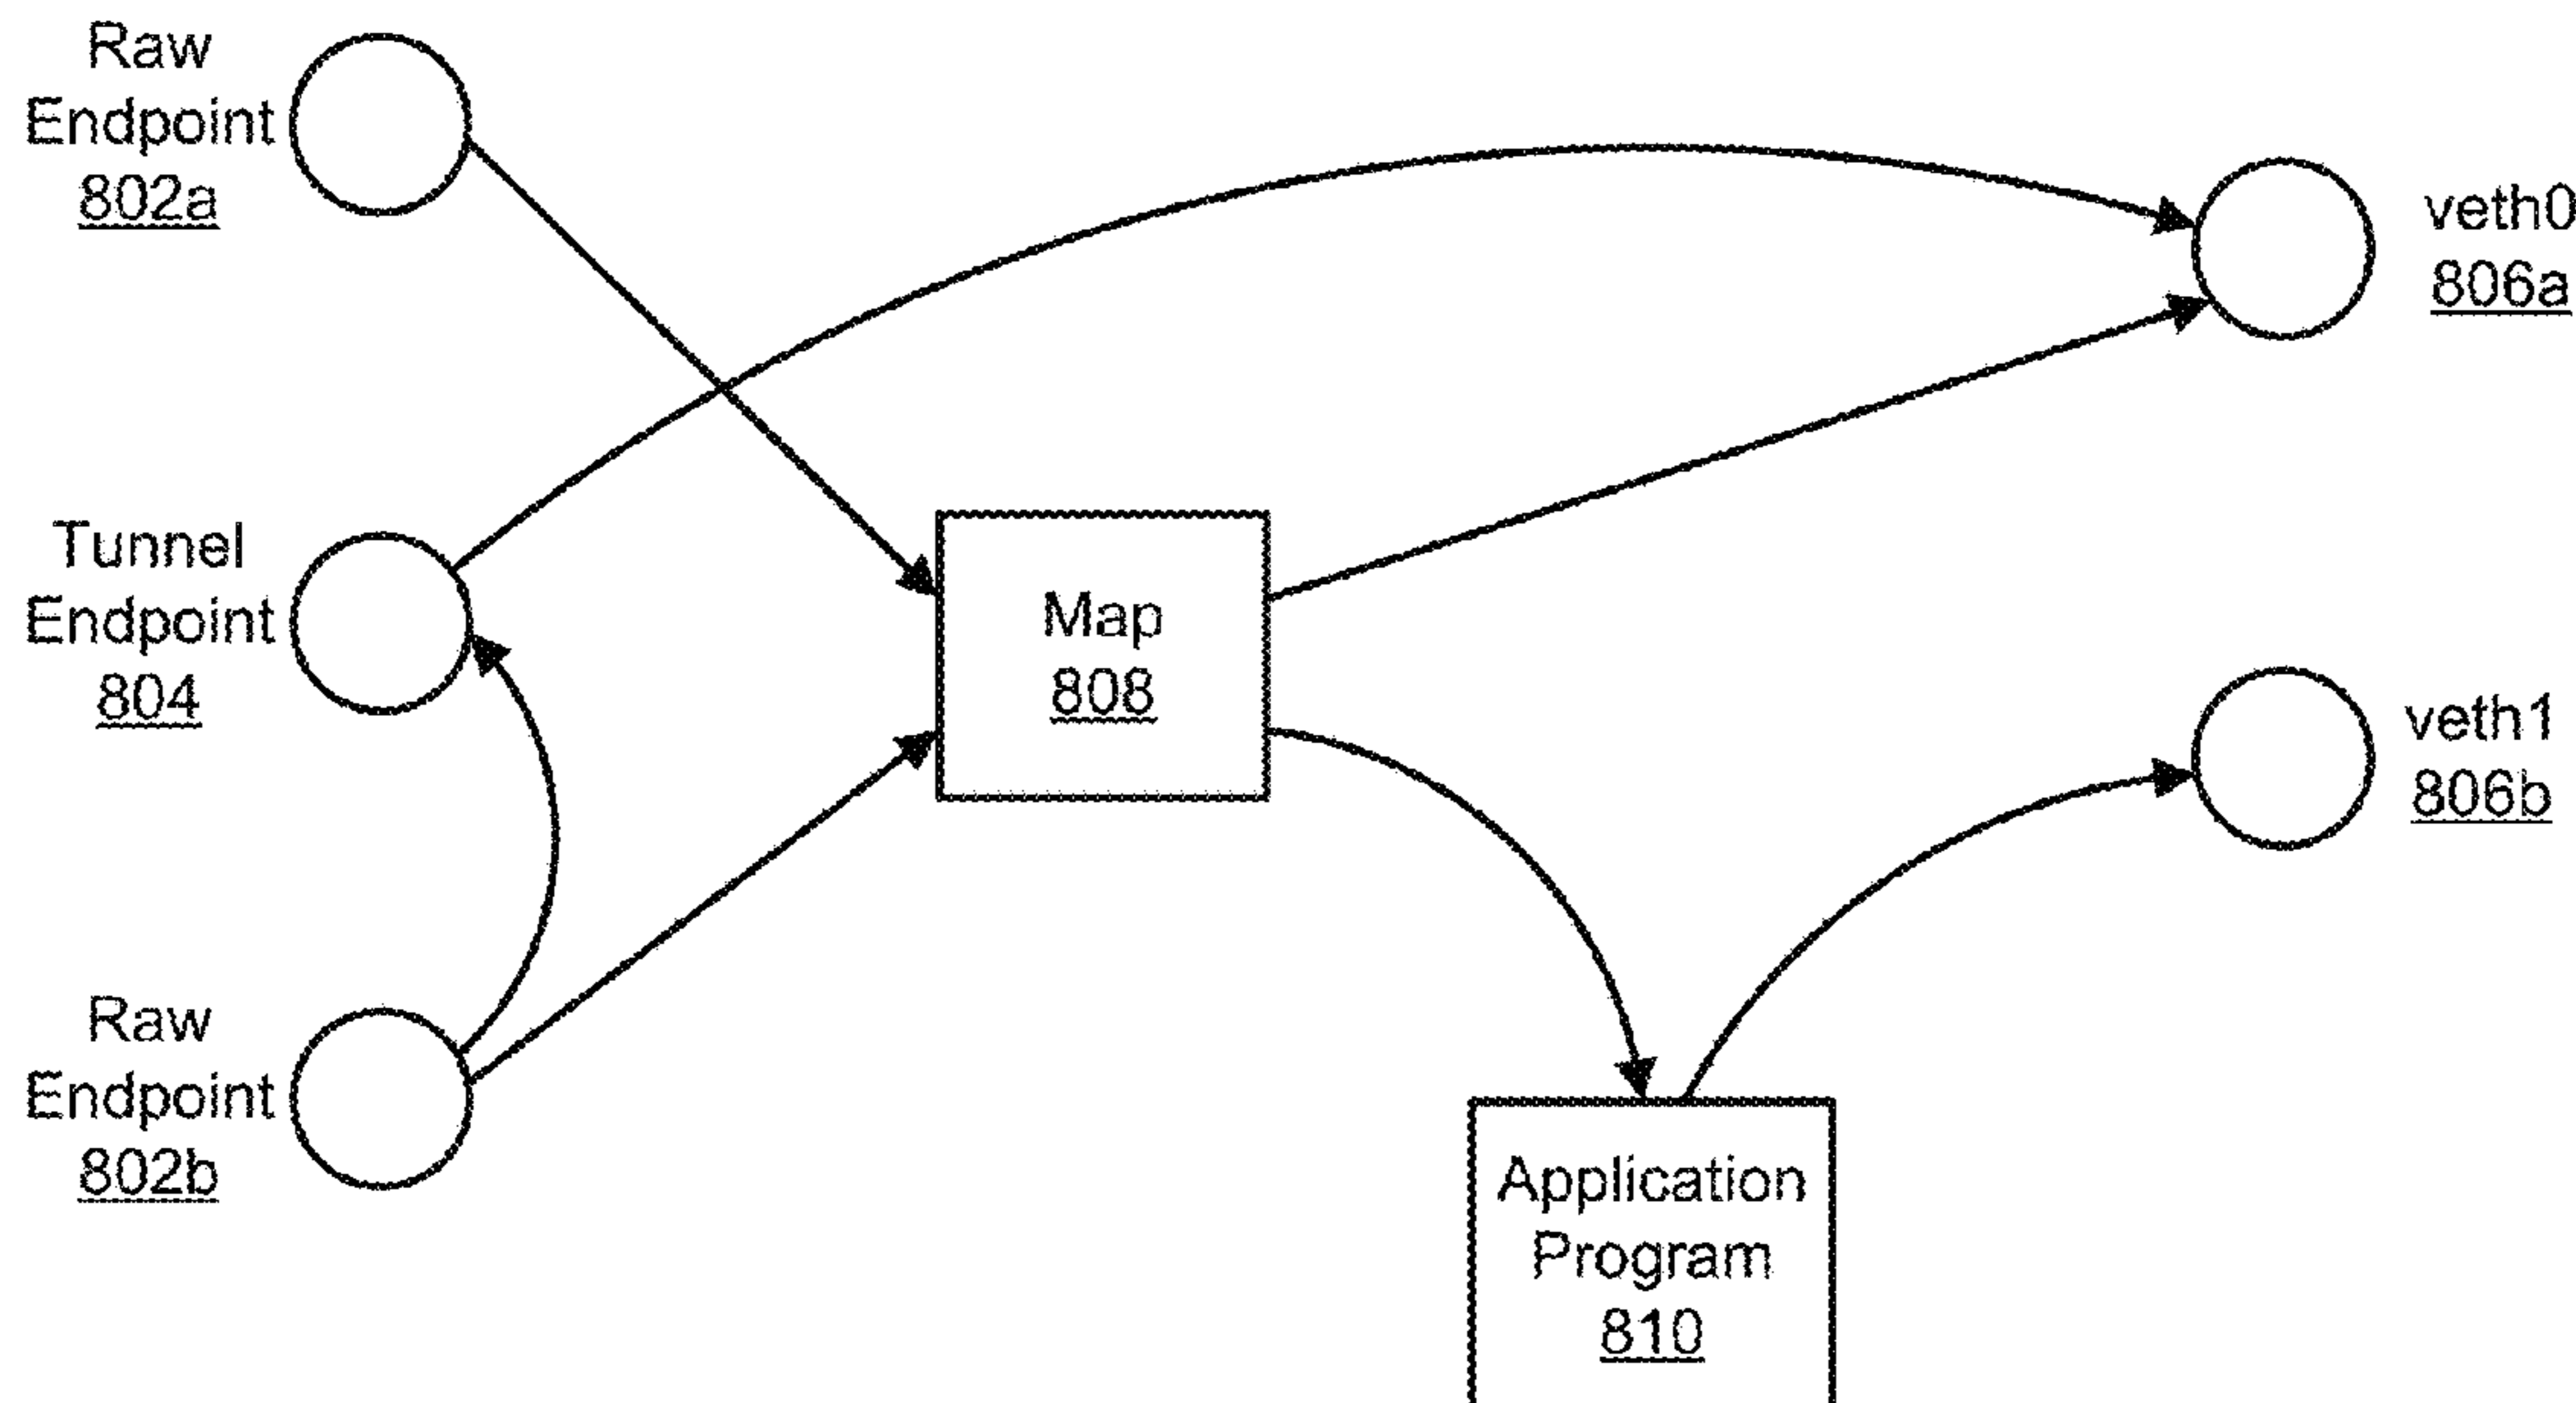 Raw
Endpoint
802a
veth0
806a
Tunnel
Endpoint
804
Map
808
veth1
806b
Raw
Endpoint
802b
Application
Program
810